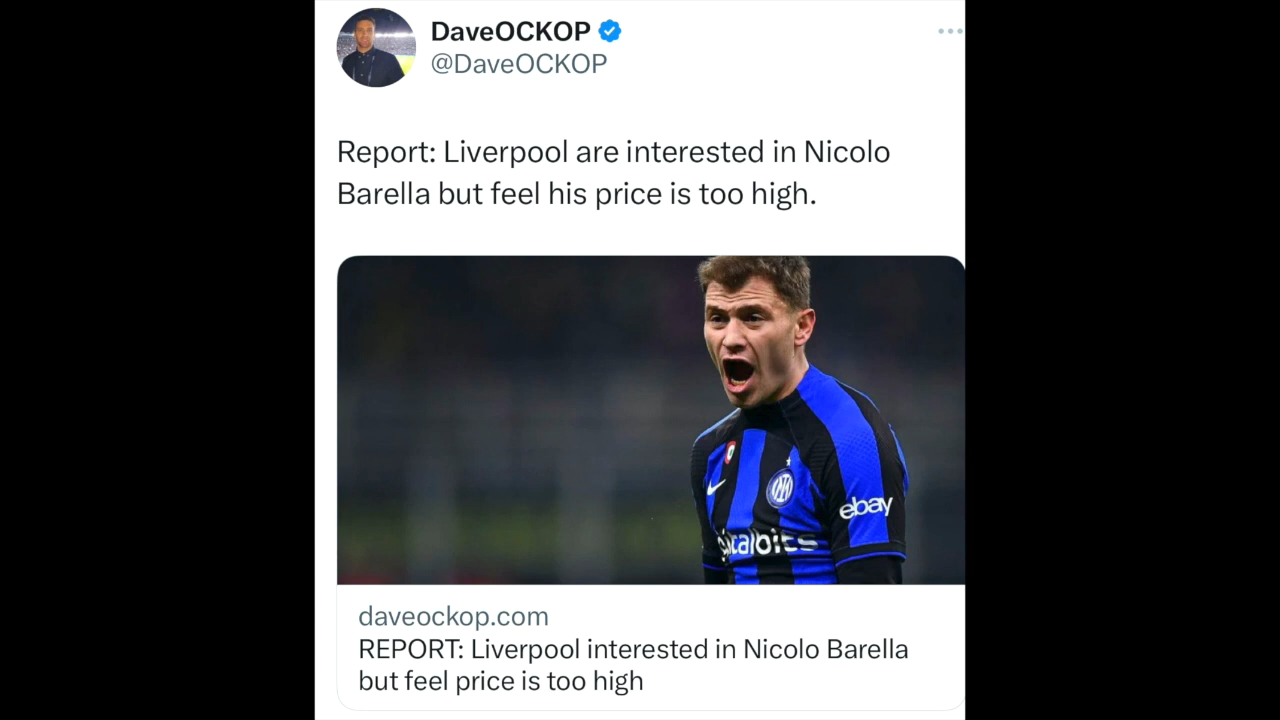 DaveOCKOP
@DaveOCKOP
Report: Liverpool are interested in Nicolo
Barella but feel his price is too high.
ebay
daveockop.com
REPORT: Liverpool interested in Nicolo Barella
but feel price is too high